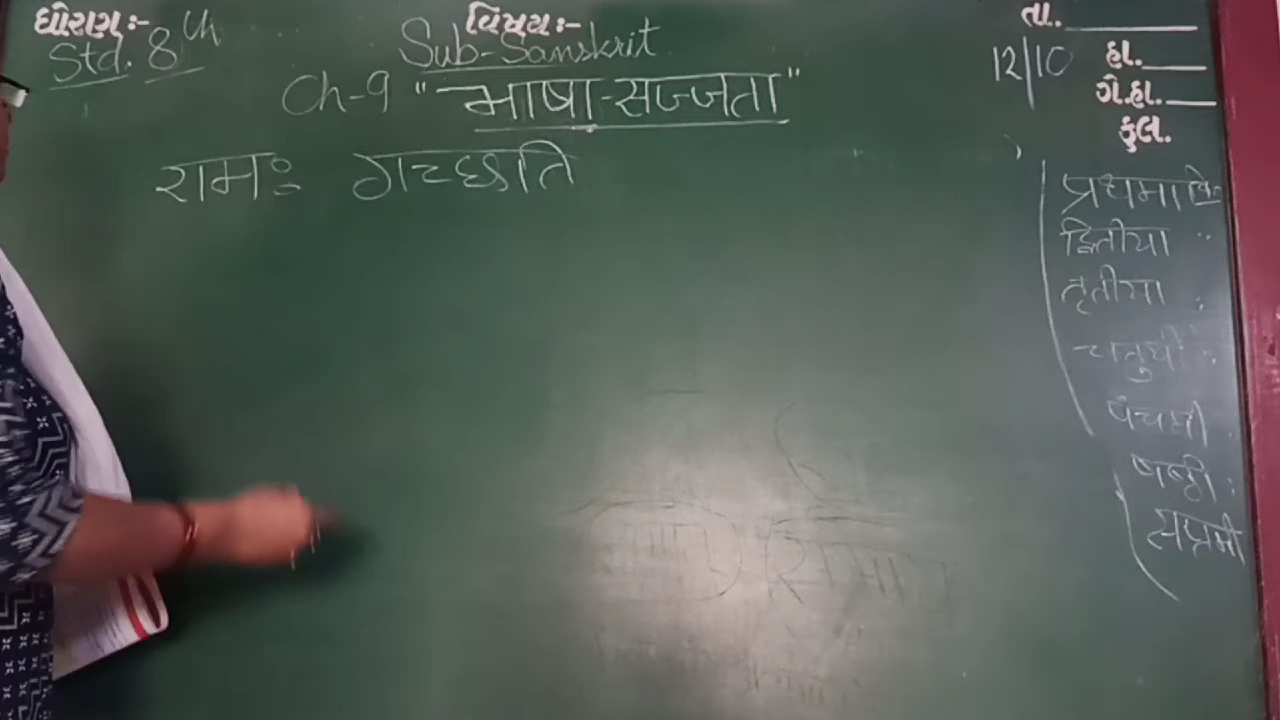 ધોરણ:- વિષય:- તા.
Std. 8th Sub-Sanskrit
12/10 હા.
Ch-9 "भाषा-सज्जता" ગે.હા.
કુલ.
रामः गच्छति
प्रथमा वि.
द्वितीया "
तृतीया "
चतुर्थी "
पंचमी "
षष्ठी "
सप्तमी